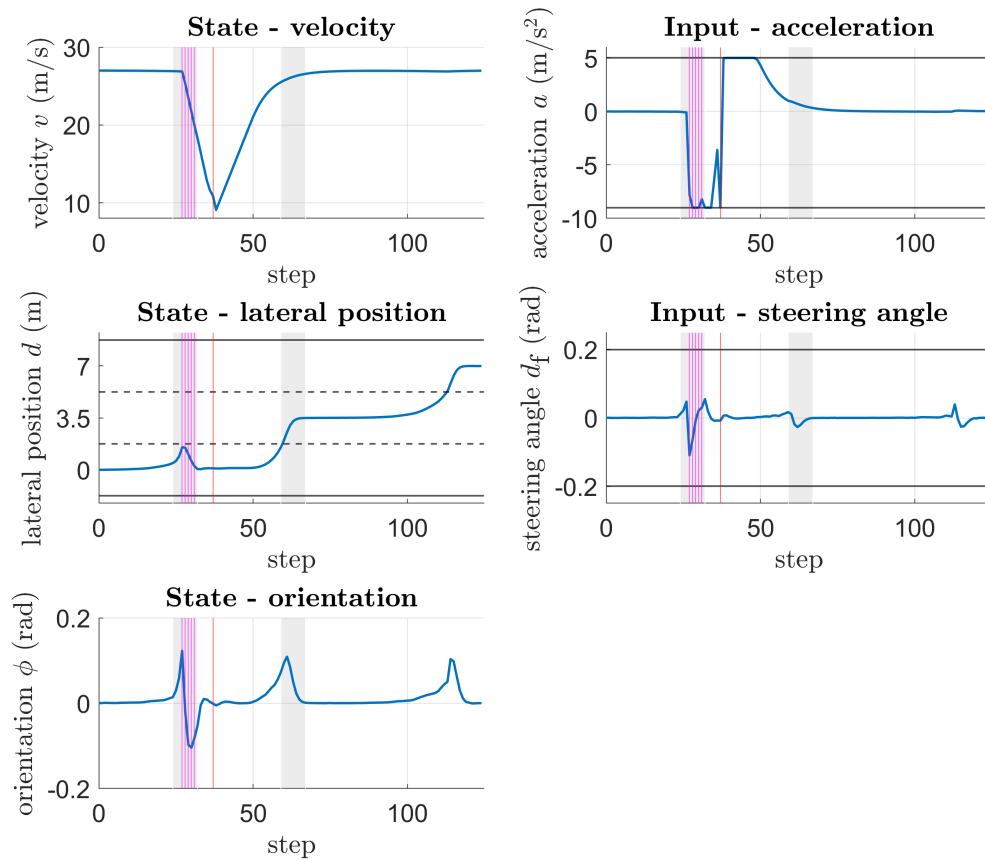 State - velocity
velocity v (m/s)
30
20
10
0
50
100
step
Input - acceleration
acceleration a (m/s²)
5
0
-5
-10
0
50
100
step
State - lateral position
lateral position d (m)
7
3.5
0
0
50
100
step
Input - steering angle
steering angle d_f (rad)
0.2
0
-0.2
0
50
100
step
State - orientation
orientation ϕ (rad)
0.2
0
-0.2
0
50
100
step